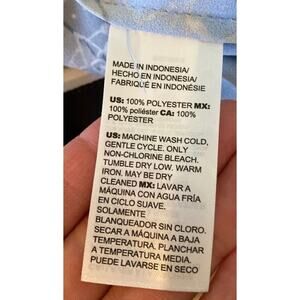 MADE IN INDONESIA/
HECHO EN INDONESIA/
FABRIQUÉ EN INDONÉSIE
US: 100% POLYESTER MX:
100% poliéster CA: 100%
POLYESTER
US: MACHINE WASH COLD,
GENTLE CYCLE. ONLY
NON-CHLORINE BLEACH.
TUMBLE DRY LOW. WARM
IRON. MAY BE DRY
CLEANED MX: LAVAR A
MÁQUINA CON AGUA FRÍA
EN CICLO SUAVE.
SOLAMENTE
BLANQUEADOR SIN CLORO.
SECAR A MÁQUINA A BAJA
TEMPERATURA. PLANCHAR
A TEMPERATURA MEDIA.
PUEDE LAVARSE EN SECO